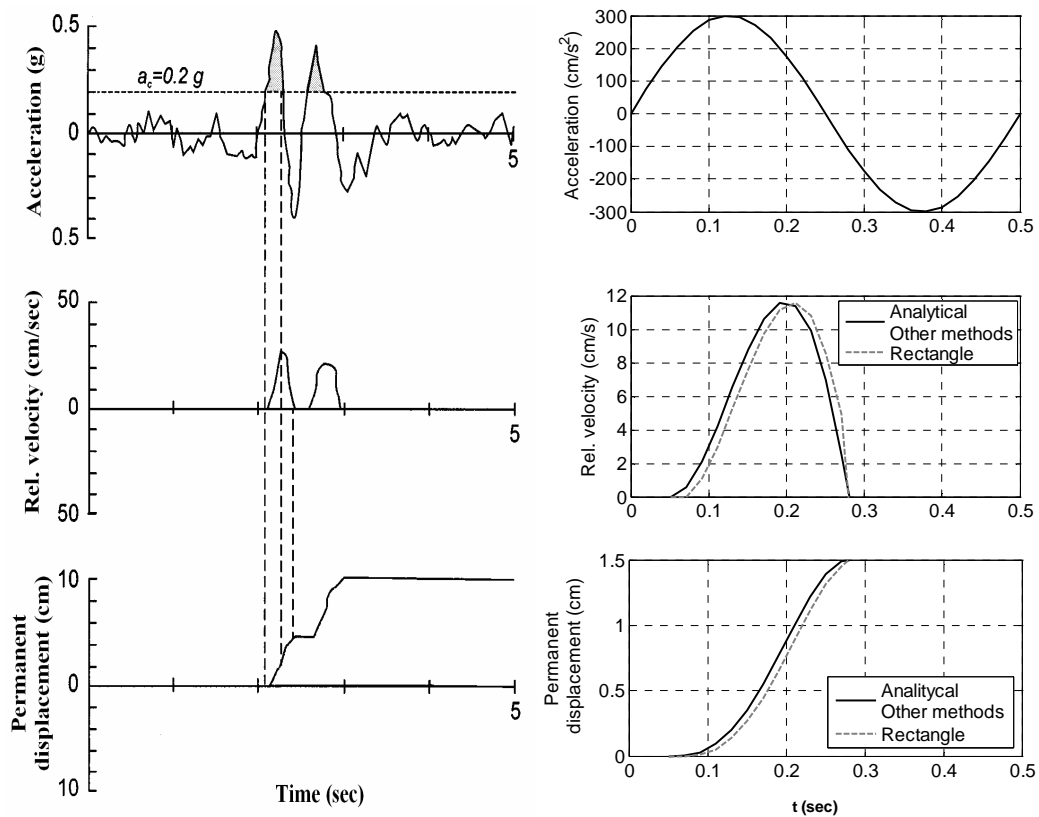 Acceleration (g)
0.5
0
0.5
a_c=0.2 g
5
Rel. velocity (cm/sec)
50
0
50
5
Permanent
displacement (cm)
10
0
10
5
Time (sec)
Acceleration (cm/s²)
300
200
100
0
-100
-200
-300
0 0.1 0.2 0.3 0.4 0.5
Rel. velocity (cm/s)
12
10
8
6
4
2
0
0 0.1 0.2 0.3 0.4 0.5
Analytical
Other methods
Rectangle
Permanent
displacement (cm)
1.5
1
0.5
0
0 0.1 0.2 0.3 0.4 0.5
Analitycal
Other methods
Rectangle
t (sec)